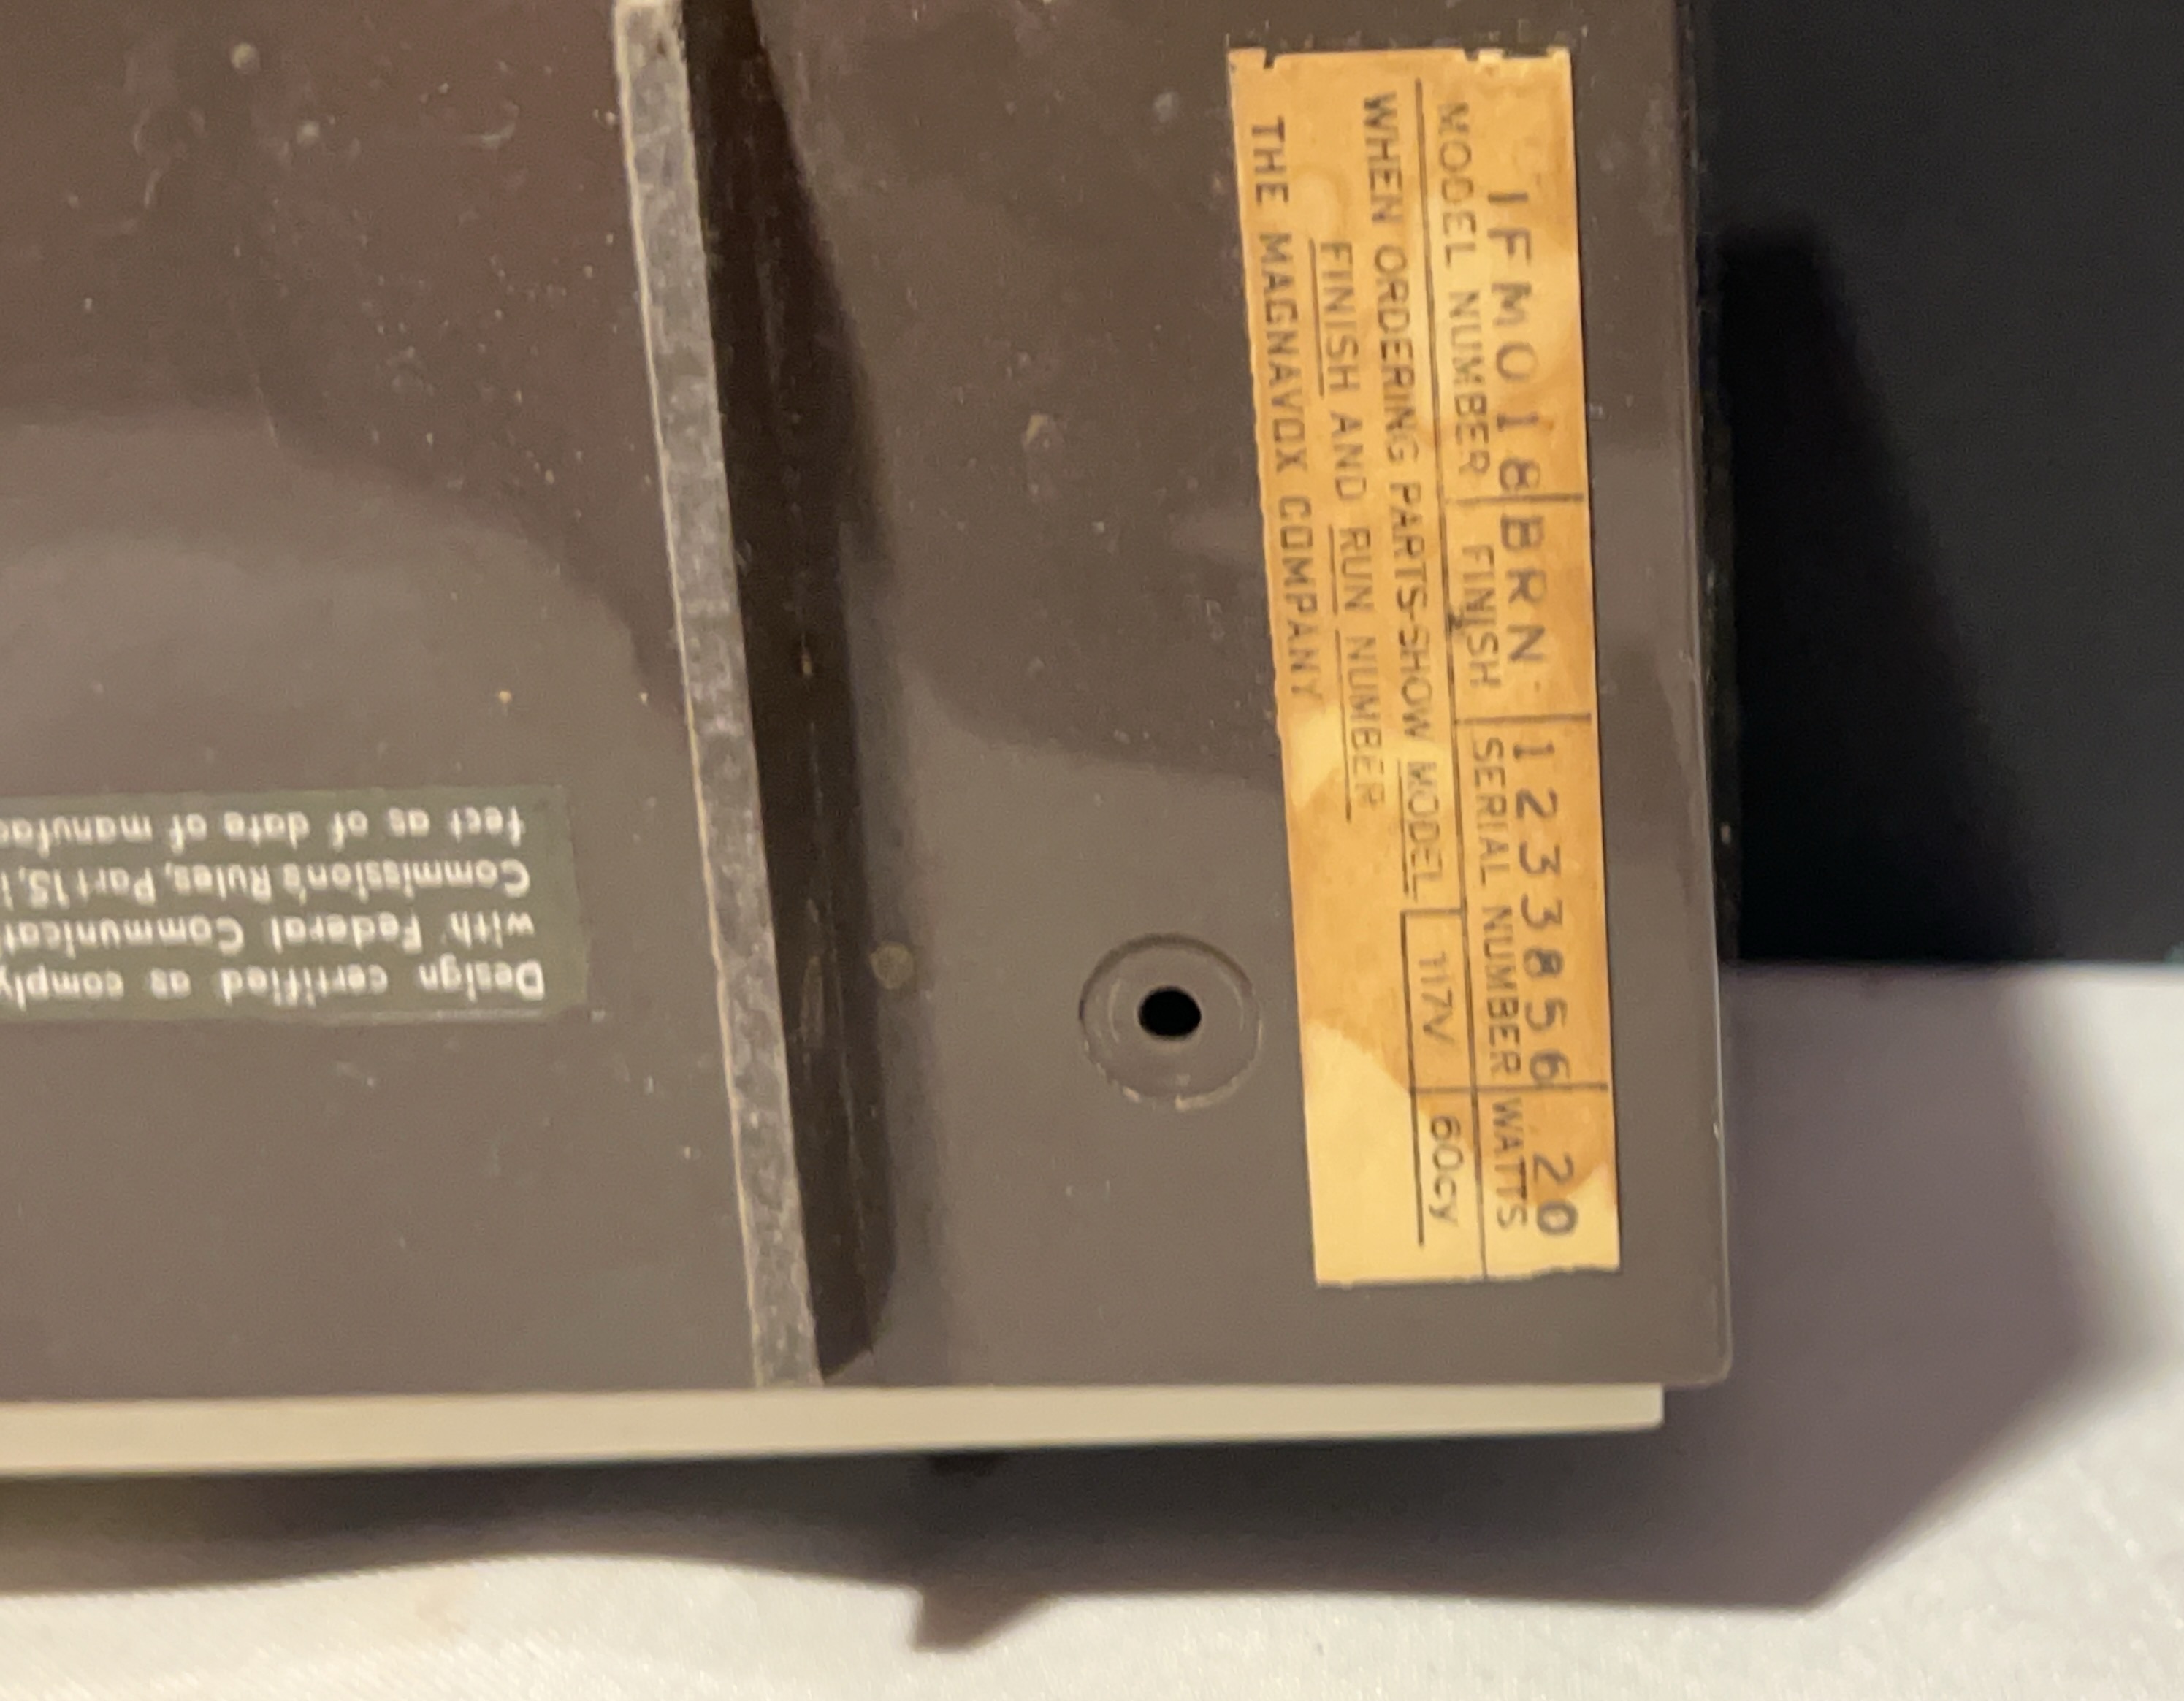 1FM018 BRN 12338566 20
MODEL NUMBER FINISH SERIAL NUMBER WATTS
WHEN ORDERING PARTS-SHOW MODEL 117V 60cy
FINISH AND RUN NUMBER
THE MAGNAVOX COMPANY
Design certified as comply
with Federal Communicat
Commission's Rules, Part 15,
fect as of date of manufac